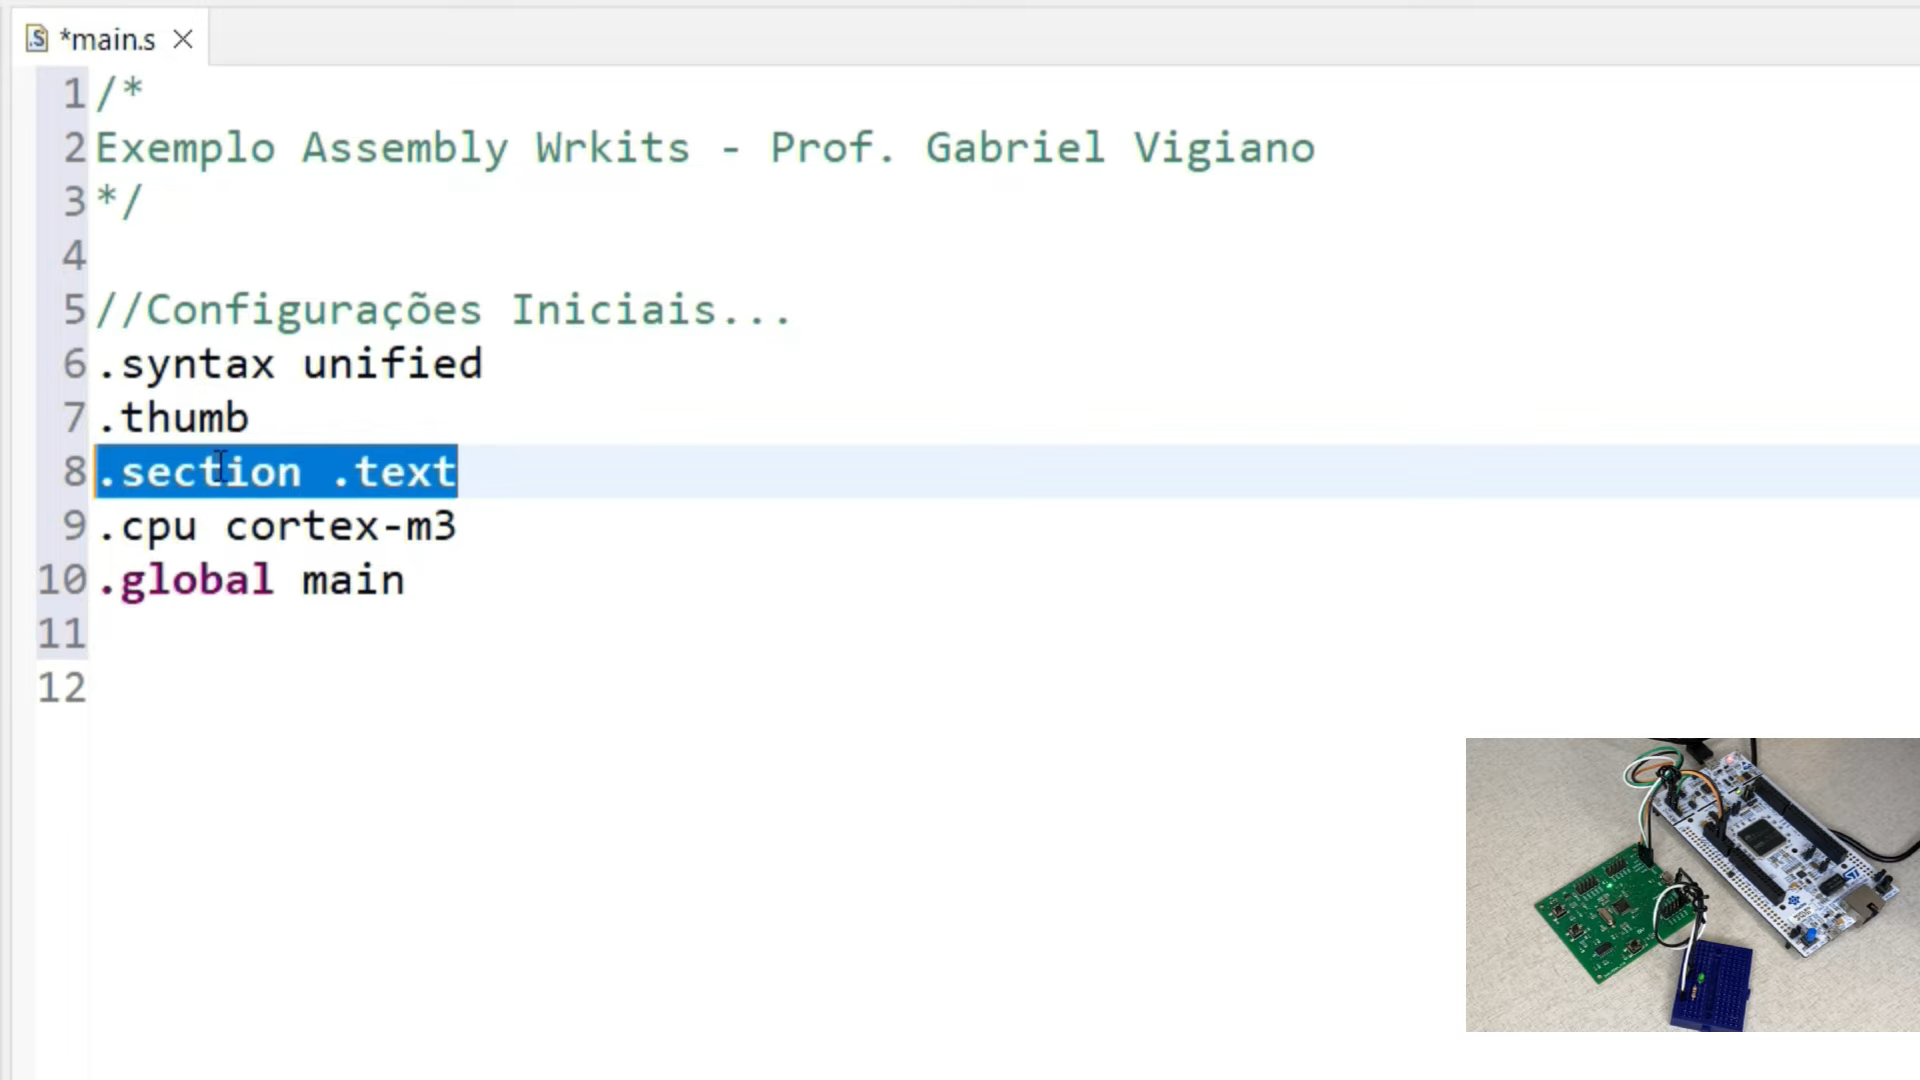 *main.s
1 /*
2 Exemplo Assembly Wrkits - Prof. Gabriel Vigiano
3 */
4
5 //Configurações Iniciais...
6 .syntax unified
7 .thumb
8 .section .text
9 .cpu cortex-m3
10 .global main
11
12